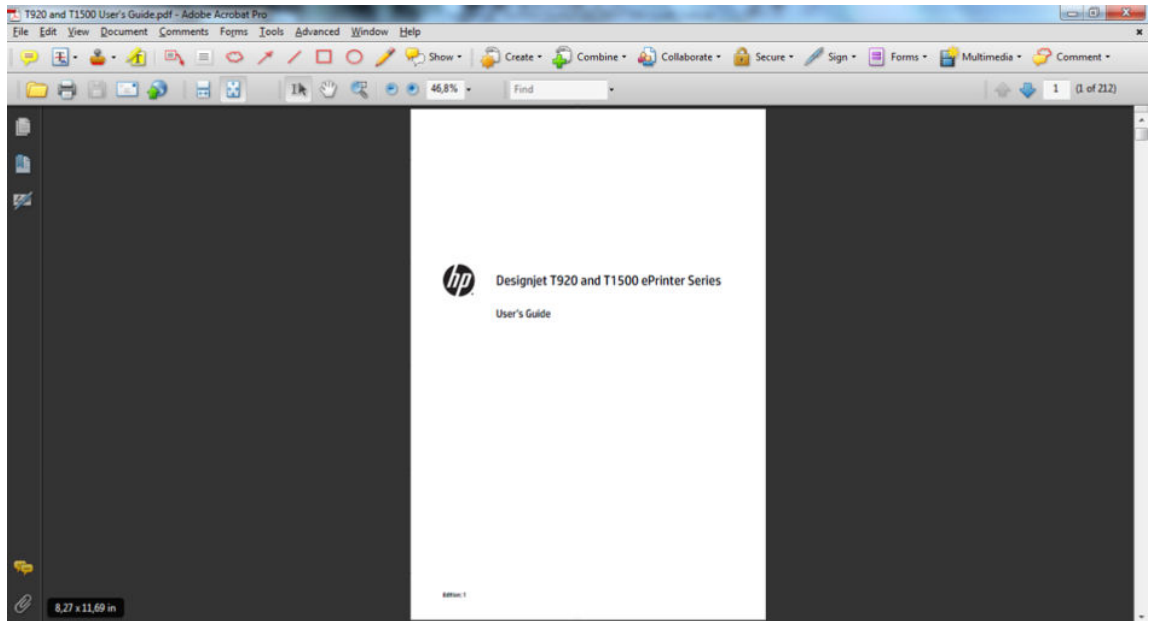 T920 and T1500 User's Guide.pdf - Adobe Acrobat Pro
File Edit View Document Comments Forms Tools Advanced Window Help
Show Create Combine Collaborate Secure Sign Forms Multimedia Comment
46,8% Find 1 (1 of 212)
hp Designjet T920 and T1500 ePrinter Series
User's Guide
Edition: 1
8,27 x 11,69 in